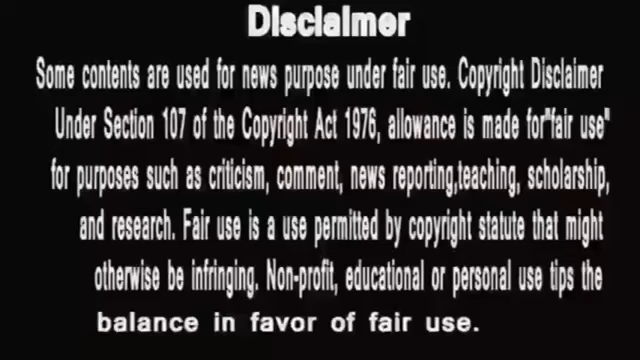 Disclaimer
Some contents are used for news purpose under fair use. Copyright Disclaimer
Under Section 107 of the Copyright Act 1976, allowance is made for"fair use"
for purposes such as criticism, comment, news reporting,teaching, scholarship,
and research. Fair use is a use permitted by copyright statute that might
otherwise be infringing. Non-profit, educational or personal use tips the
balance in favor of fair use.